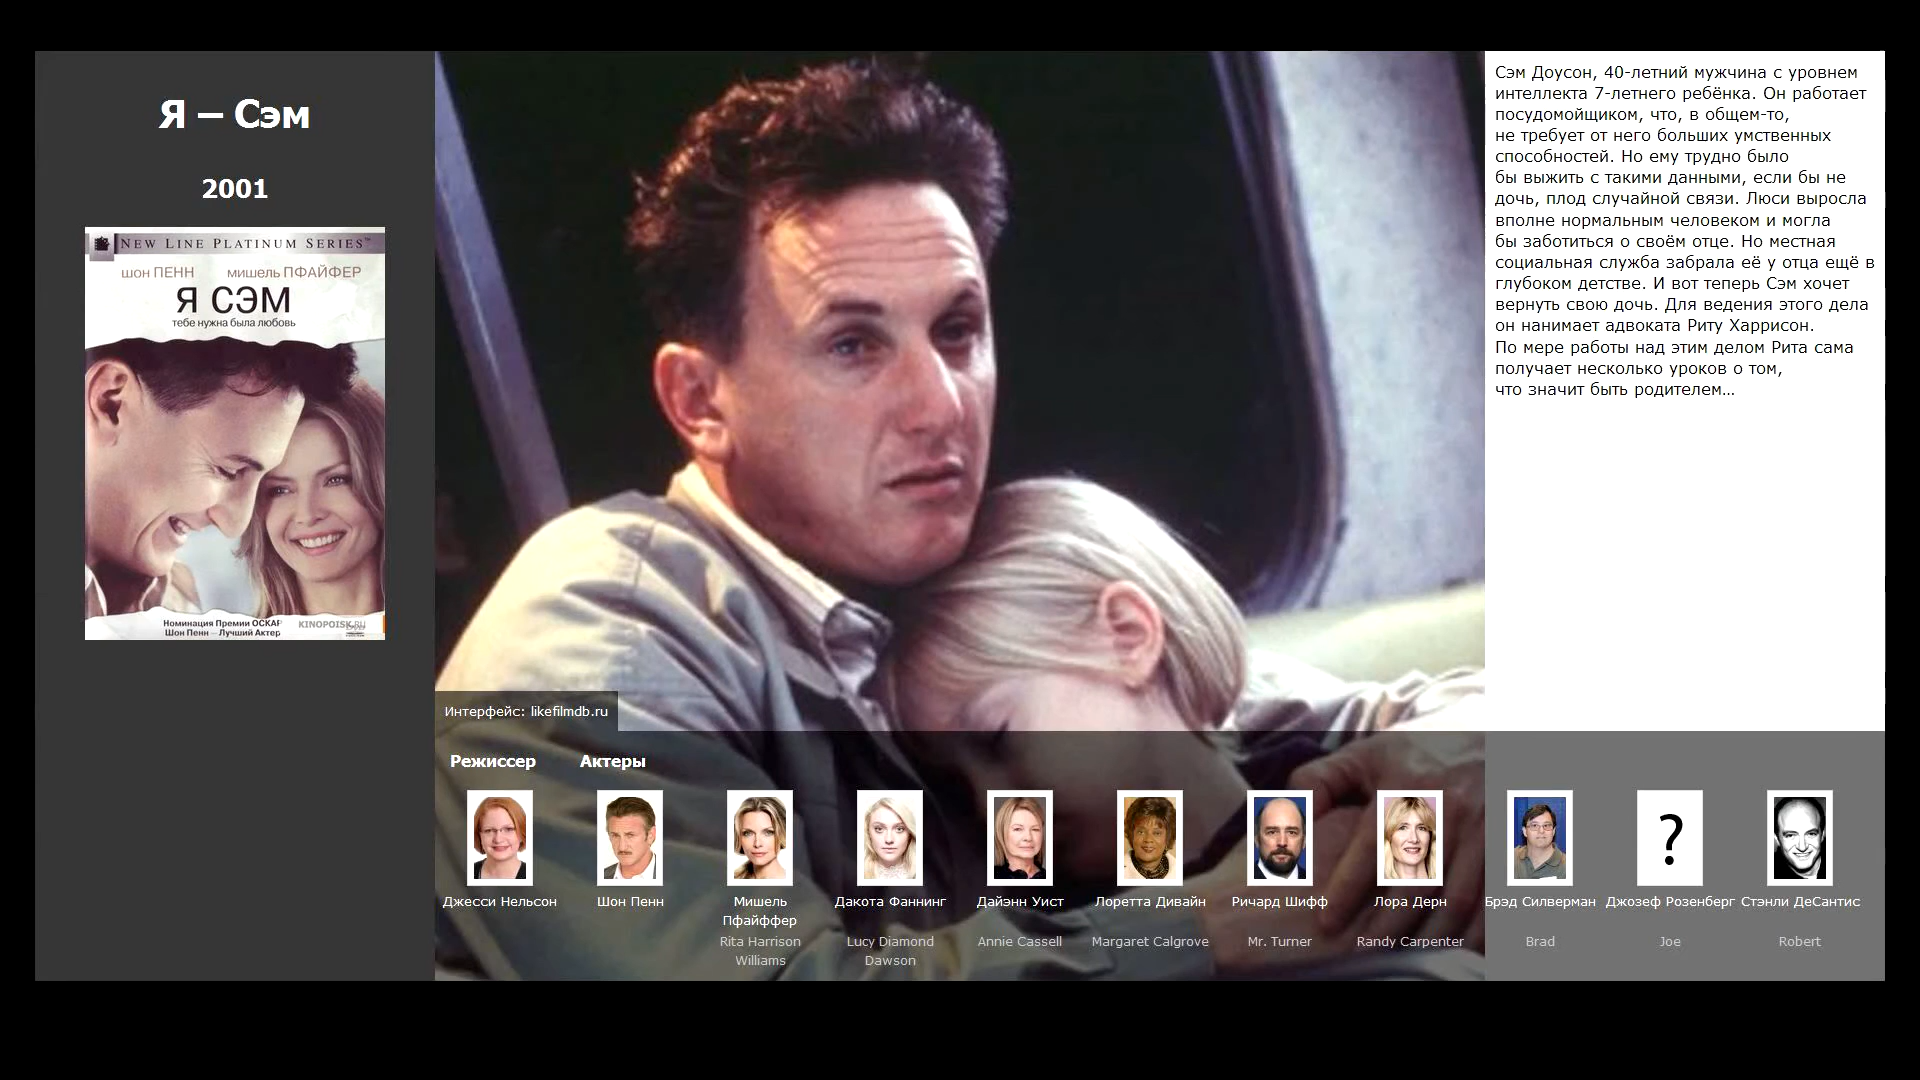 Я – Сэм
2001
NEW LINE PLATINUM SERIES™
шон ПЕНН мишель ПФАЙФЕР
Я СЭМ
тебе нужна была любовь
Номинация Премии ОСКАР
Шон Пенн – Лучший Актер
KINOPOISK.RU
Сэм Доусон, 40-летний мужчина с уровнем
интеллекта 7-летнего ребёнка. Он работает
посудомойщиком, что, в общем-то,
не требует от него больших умственных
способностей. Но ему трудно было
бы выжить с такими данными, если бы не
дочь, плод случайной связи. Люси выросла
вполне нормальным человеком и могла
бы заботиться о своём отце. Но местная
социальная служба забрала её у отца ещё в
глубоком детстве. И вот теперь Сэм хочет
вернуть свою дочь. Для ведения этого дела
он нанимает адвоката Риту Харрисон.
По мере работы над этим делом Рита сама
получает несколько уроков о том,
что значит быть родителем…
Интерфейс: likefilmdb.ru
Режиссер Актеры
?
Джесси Нельсон Шон Пенн Мишель Дакота Фаннинг Дайэнн Уист Лоретта Дивайн Ричард Шифф Лора Дерн Брэд Силверман Джозеф Розенберг Стэнли ДеСантис
Пфайффер
Rita Harrison Lucy Diamond Annie Cassell Margaret Calgrove Mr. Turner Randy Carpenter Brad Joe Robert
Williams Dawson